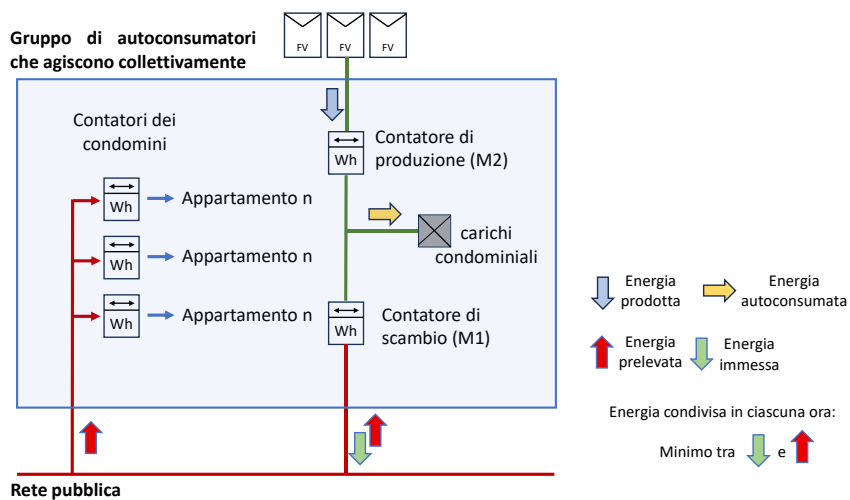 Gruppo di autoconsumatori
che agiscono collettivamente
FV
FV
FV
Contatori dei
condomini
Contatore di
produzione (M2)
Wh
Wh
Appartamento n
Wh
Appartamento n
Wh
Appartamento n
carichi
condominiali
Contatore di
scambio (M1)
Wh
Energia
prodotta
Energia
autoconsumata
Energia
prelevata
Energia
immessa
Energia condivisa in ciascuna ora:
Minimo tra
e
Rete pubblica